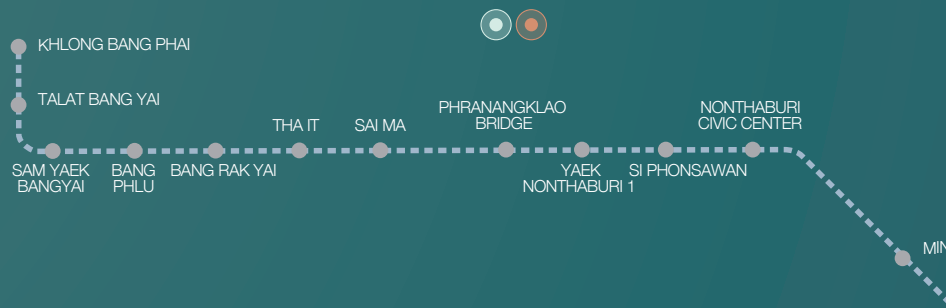 KHLONG BANG PHAI
TALAT BANG YAI
SAM YAEK
BANGYAI
BANG
PHLU
BANG RAK YAI
THA IT
SAI MA
PHRANANGKLAO
BRIDGE
YAEK
NONTHABURI 1
SI PHONSAWAN
NONTHABURI
CIVIC CENTER